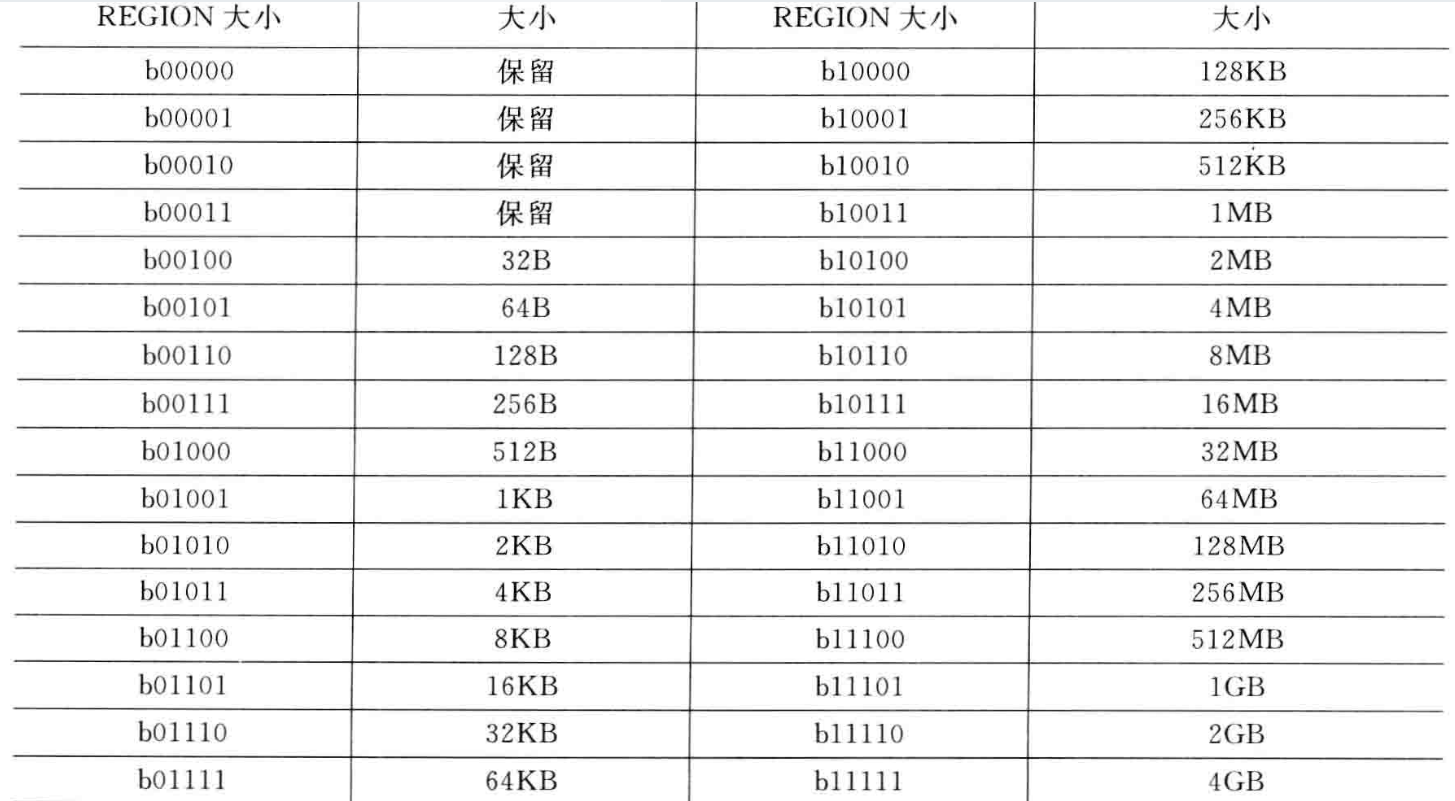 REGION 大小 大小 REGION 大小 大小
b00000 保留 b10000 128KB
b00001 保留 b10001 256KB
b00010 保留 b10010 512KB
b00011 保留 b10011 1MB
b00100 32B b10100 2MB
b00101 64B b10101 4MB
b00110 128B b10110 8MB
b00111 256B b10111 16MB
b01000 512B b11000 32MB
b01001 1KB b11001 64MB
b01010 2KB b11010 128MB
b01011 4KB b11011 256MB
b01100 8KB b11100 512MB
b01101 16KB b11101 1GB
b01110 32KB b11110 2GB
b01111 64KB b11111 4GB